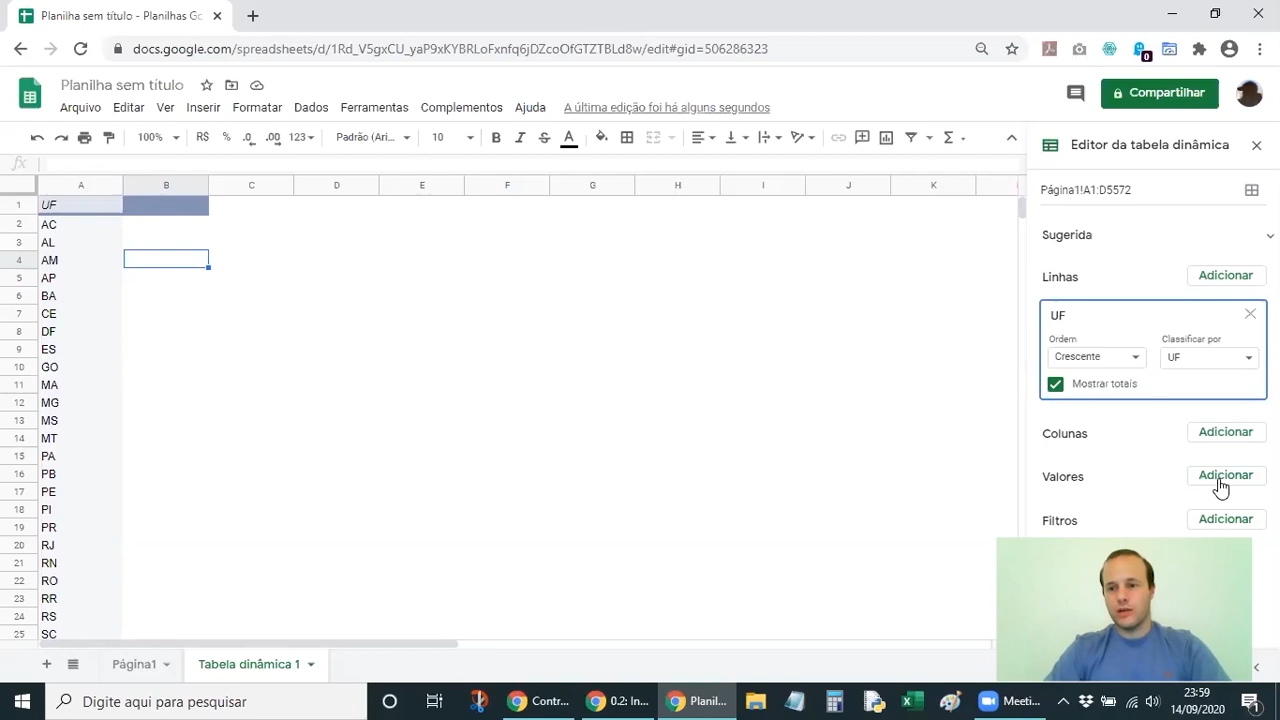 Planilha sem título - Planilhas Go
docs.google.com/spreadsheets/d/1Rd_V5gxCU_yaP9xKYBRLoFxnfq6jDZcoOfGTZTBLd8w/edit#gid=506286323
0
Planilha sem título
Arquivo Editar Ver Inserir Formatar Dados Ferramentas Complementos Ajuda A última edição foi há alguns segundos
Compartilhar
100% R$ % .0 .00 123 Padrão (Ari... 10 B I S A Σ
fx
A B C D E F G H I J K
1 UF
2 AC
3 AL
4 AM
5 AP
6 BA
7 CE
8 DF
9 ES
10 GO
11 MA
12 MG
13 MS
14 MT
15 PA
16 PB
17 PE
18 PI
19 PR
20 RJ
21 RN
22 RO
23 RR
24 RS
25 SC
Editor da tabela dinâmica
Página1!A1:D5572
Sugerida
Linhas Adicionar
UF
Ordem Classificar por
Crescente UF
Mostrar totais
Colunas Adicionar
Valores Adicionar
Filtros Adicionar
Página1 Tabela dinâmica 1
Digite aqui para pesquisar
Contr... 0.2: In... Planil... Meeti...
23:59
14/09/2020
1